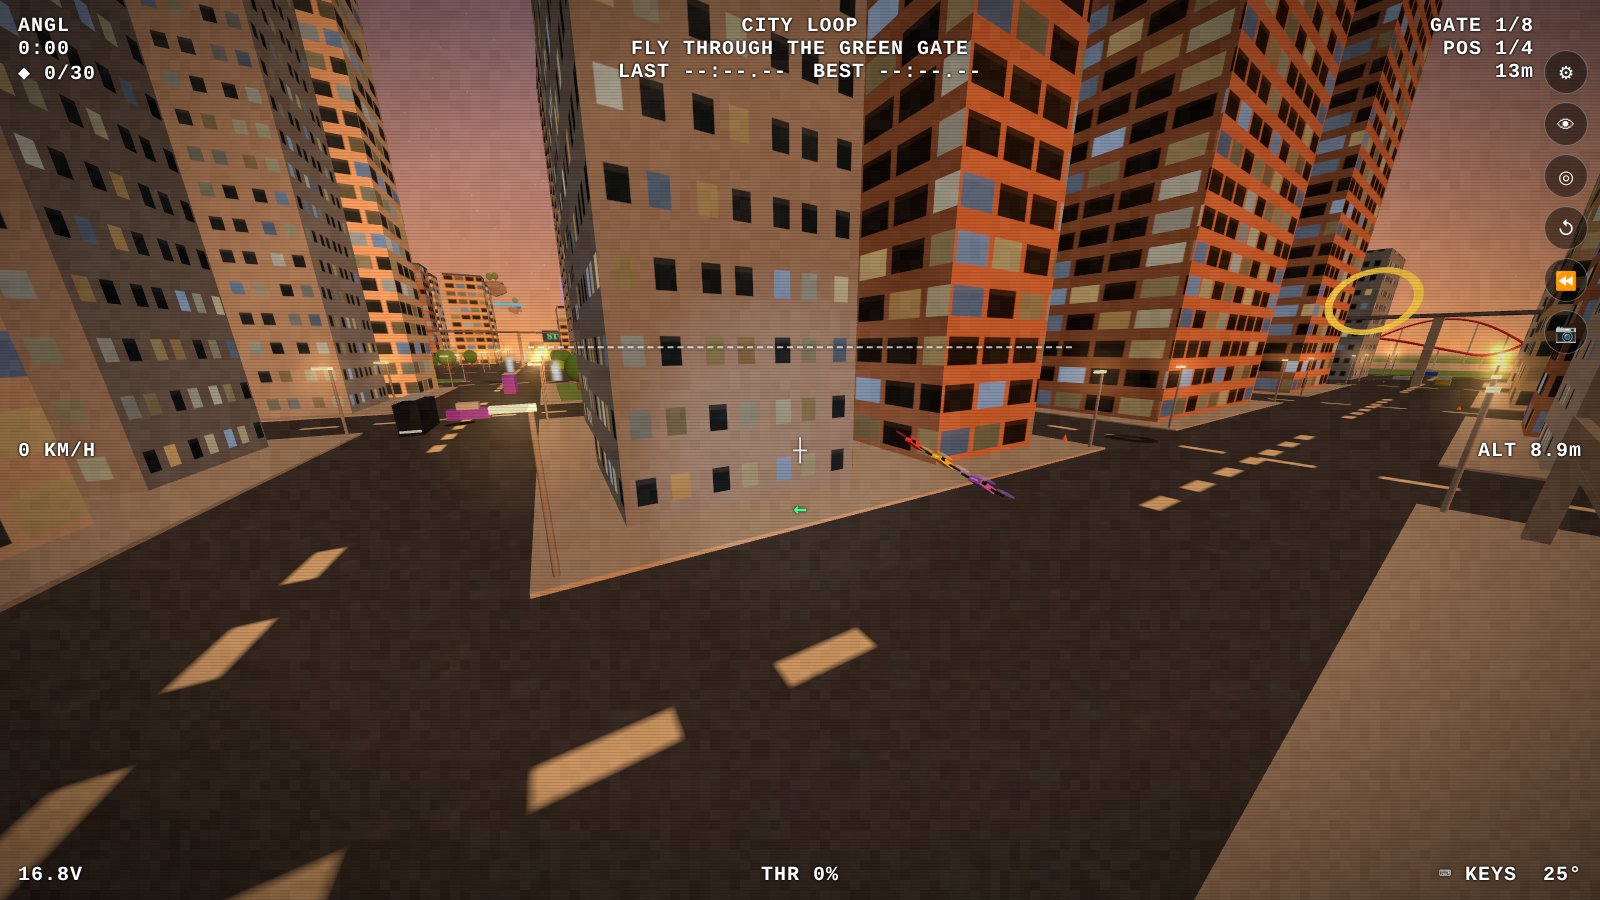 ANGL
0:00
◆ 0/30
CITY LOOP
FLY THROUGH THE GREEN GATE
LAST --:--.-- BEST --:--.--
GATE 1/8
POS 1/4
13m
0 KM/H
ALT 8.9m
16.8V
THR 0%
KEYS 25°